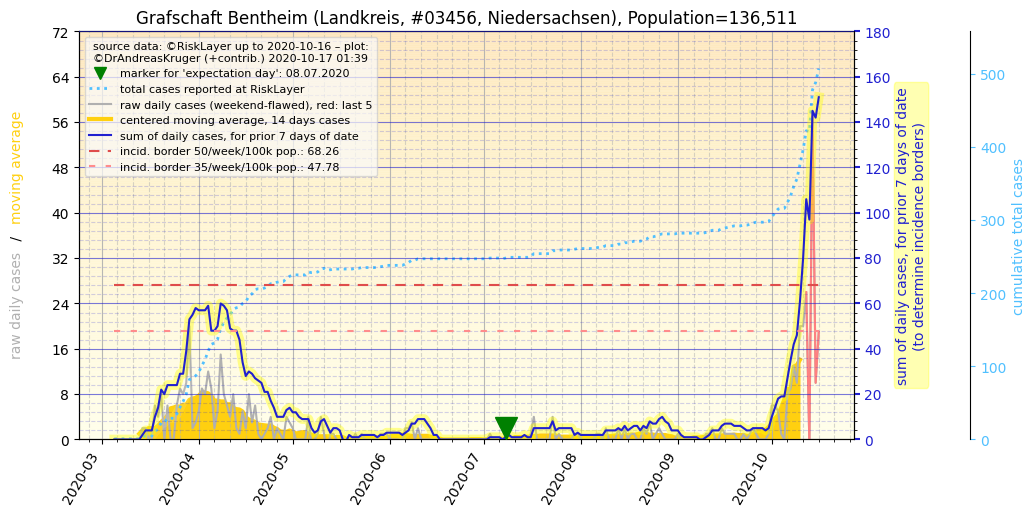 Grafschaft Bentheim (Landkreis, #03456, Niedersachsen), Population=136,511
source data: ©RiskLayer up to 2020-10-16 – plot:
©DrAndreasKruger (+contrib.) 2020-10-17 01:39
marker for 'expectation day': 08.07.2020
total cases reported at RiskLayer
raw daily cases (weekend-flawed), red: last 5
centered moving average, 14 days cases
sum of daily cases, for prior 7 days of date
incid. border 50/week/100k pop.: 68.26
incid. border 35/week/100k pop.: 47.78
raw daily cases / moving average
72
64
56
48
40
32
24
16
8
0
2020-03
2020-04
2020-05
2020-06
2020-07
2020-08
2020-09
2020-10
180
160
140
120
100
80
60
40
20
0
sum of daily cases, for prior 7 days of date
(to determine incidence borders)
500
400
300
200
100
0
cumulative total cases